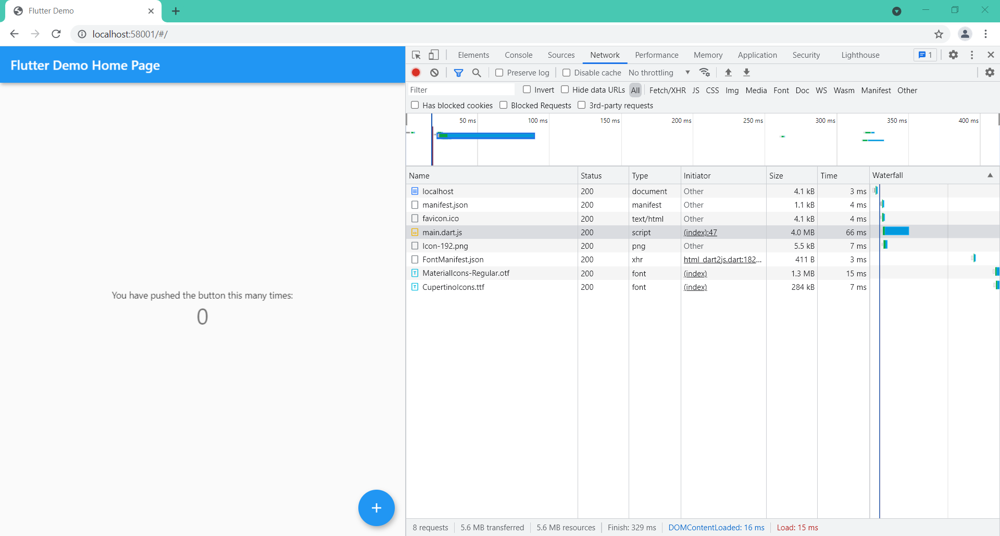 Flutter Demo
localhost:58001/#/
Flutter Demo Home Page
You have pushed the button this many times:
0
Elements Console Sources Network Performance Memory Application Security Lighthouse 1
Preserve log Disable cache No throttling
Filter Invert Hide data URLs All Fetch/XHR JS CSS Img Media Font Doc WS Wasm Manifest Other
Has blocked cookies Blocked Requests 3rd-party requests
50 ms 100 ms 150 ms 200 ms 250 ms 300 ms 350 ms 400 ms
Name Status Type Initiator Size Time Waterfall
localhost 200 document Other 4.1 kB 3 ms
manifest.json 200 manifest Other 1.1 kB 4 ms
favicon.ico 200 text/html Other 4.1 kB 4 ms
main.dart.js 200 script (index):47 4.0 MB 66 ms
Icon-192.png 200 png Other 5.5 kB 7 ms
FontManifest.json 200 xhr html_dart2js.dart:182... 411 B 3 ms
MaterialIcons-Regular.otf 200 font (index) 1.3 MB 15 ms
CupertinoIcons.ttf 200 font (index) 284 kB 7 ms
8 requests 5.6 MB transferred 5.6 MB resources Finish: 329 ms DOMContentLoaded: 16 ms Load: 15 ms